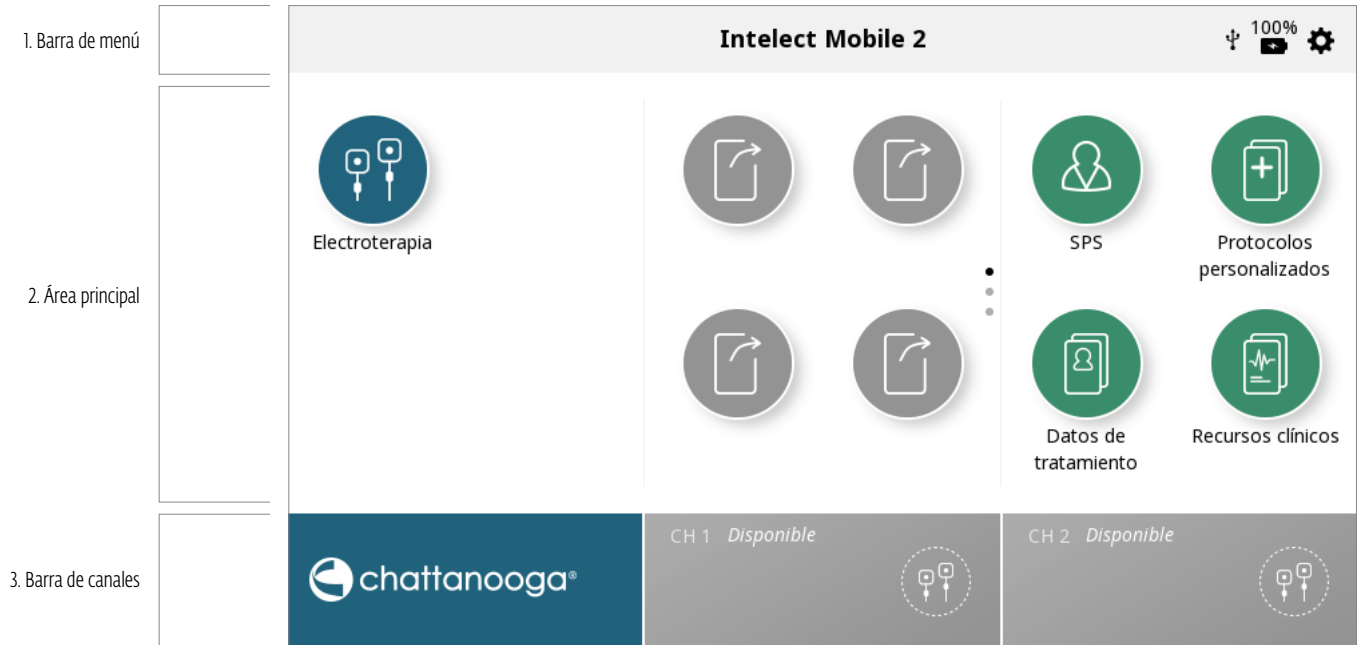 1. Barra de menú
Intelect Mobile 2
100%
Electroterapia
SPS
Protocolos
personalizados
2. Área principal
Datos de
tratamiento
Recursos clínicos
3. Barra de canales
chattanooga®
CH 1 Disponible
CH 2 Disponible